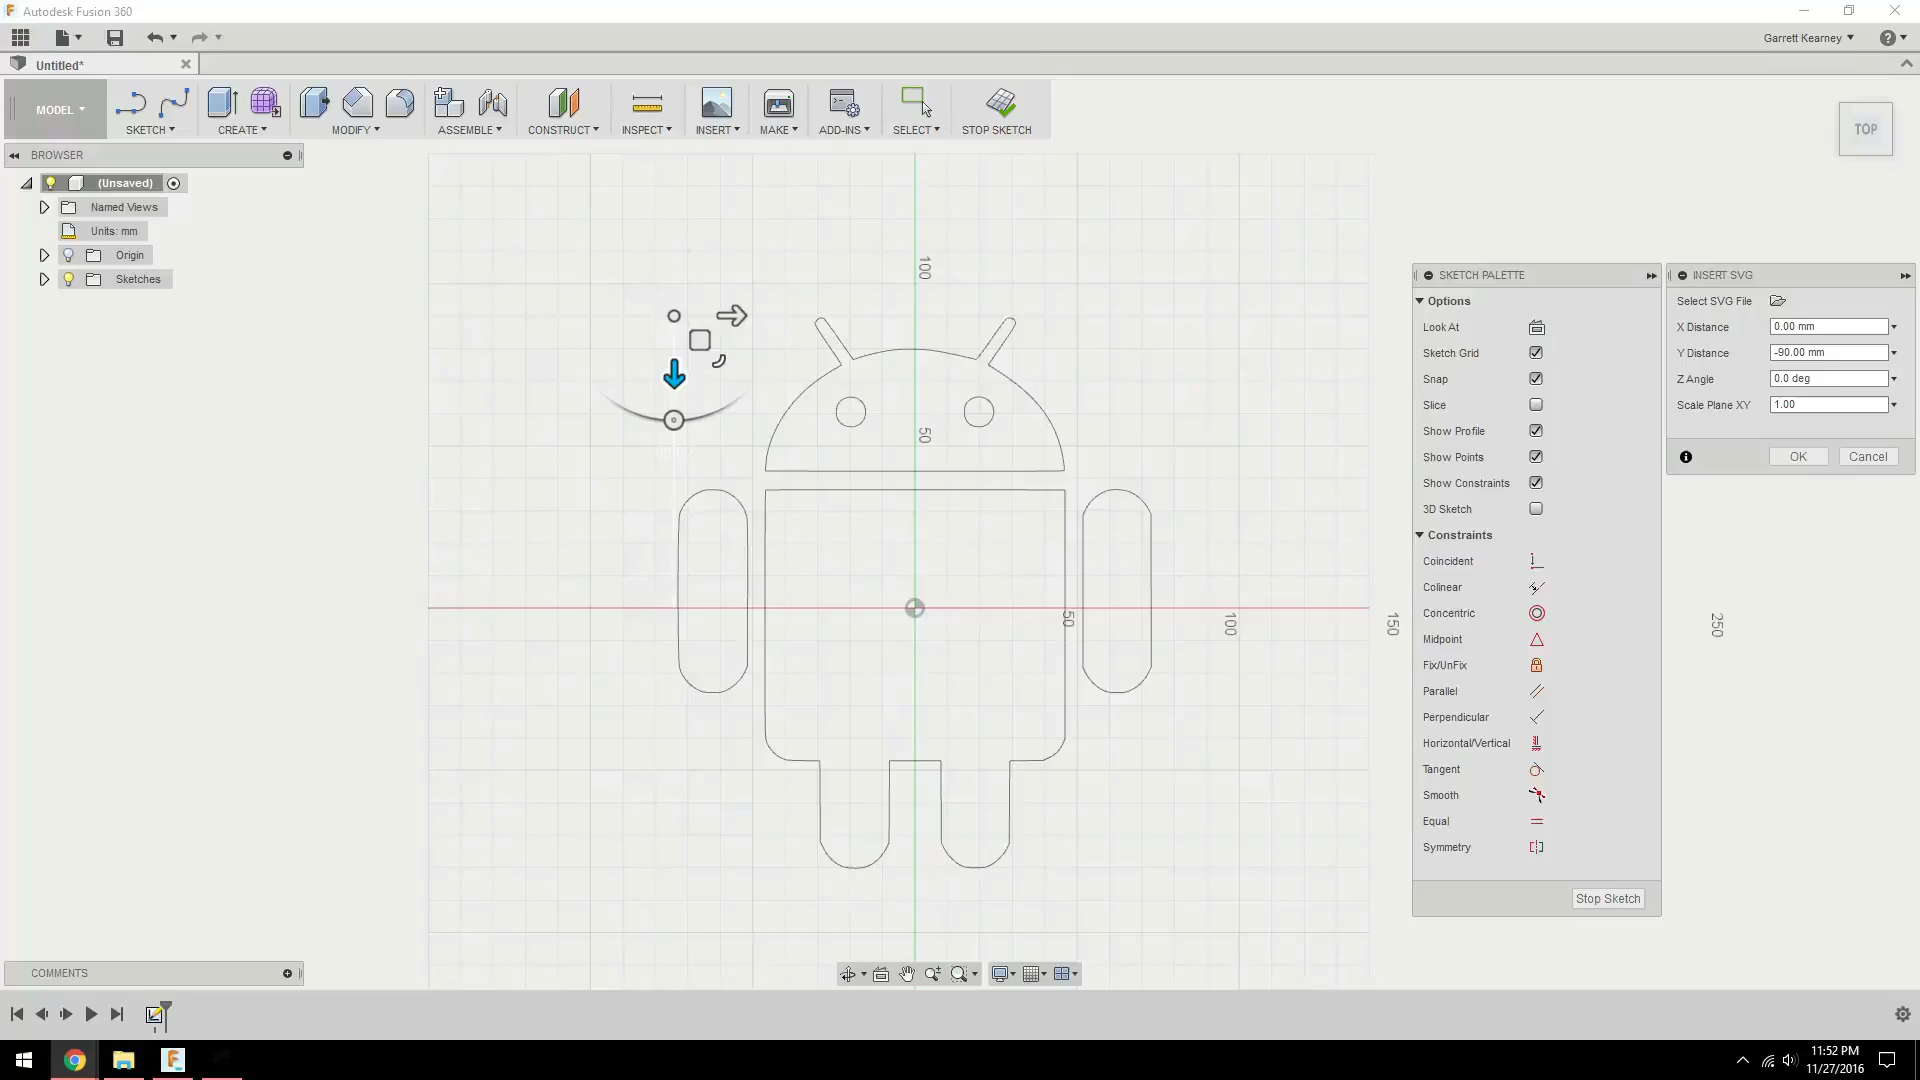 Autodesk Fusion 360
Garrett Kearney
Untitled*
MODEL
SKETCH
CREATE
MODIFY
ASSEMBLE
CONSTRUCT
INSPECT
INSERT
MAKE
ADD-INS
SELECT
STOP SKETCH
TOP
BROWSER
(Unsaved)
Named Views
Units: mm
Origin
Sketches
100
50
50
100
150
250
SKETCH PALETTE
Options
Look At
Sketch Grid
Snap
Slice
Show Profile
Show Points
Show Constraints
3D Sketch
Constraints
Coincident
Colinear
Concentric
Midpoint
Fix/UnFix
Parallel
Perpendicular
Horizontal/Vertical
Tangent
Smooth
Equal
Symmetry
Stop Sketch
INSERT SVG
Select SVG File
X Distance 0.00 mm
Y Distance -90.00 mm
Z Angle 0.0 deg
Scale Plane XY 1.00
OK Cancel
COMMENTS
11:52 PM
11/27/2016